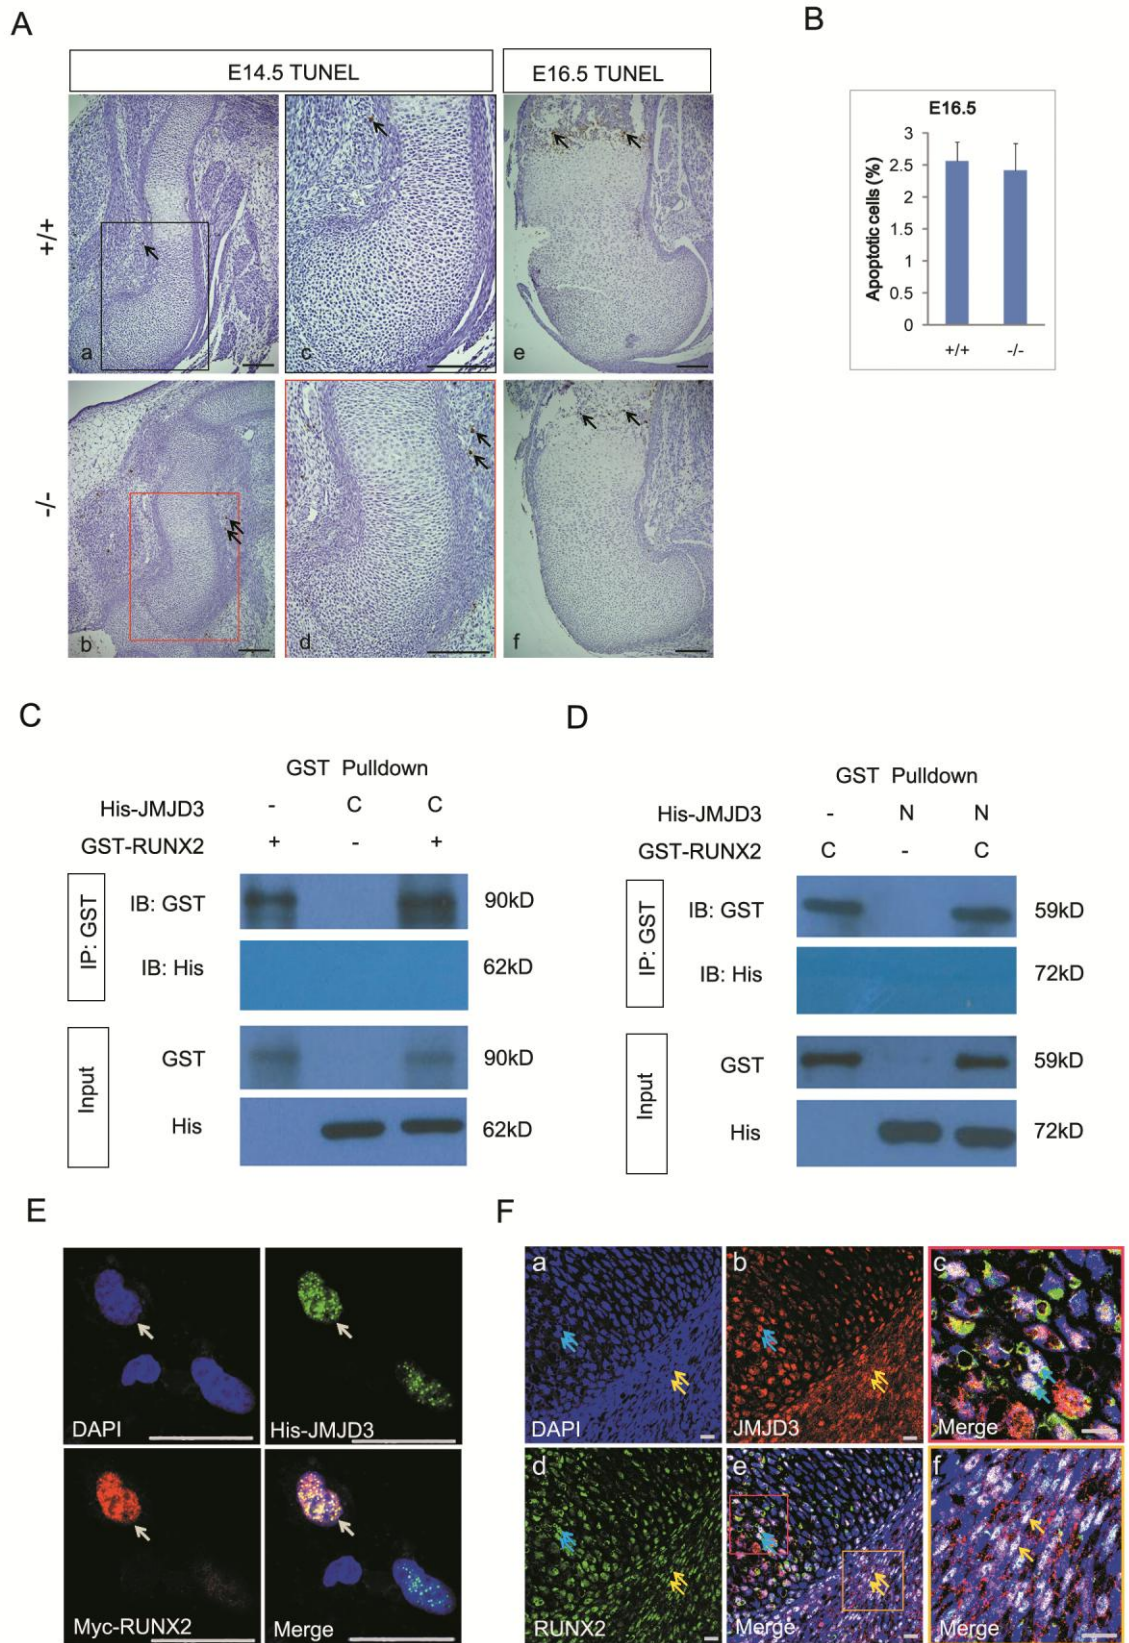 A
B
E14.5 TUNEL
E16.5 TUNEL
+/+
a
c
e
-/-
b
d
f
E16.5
Apoptotic cells (%)
3
2.5
2
1.5
1
0.5
0
+/+ -/-
C
GST Pulldown
His-JMJD3 - C C
GST-RUNX2 + - +
IP: GST
IB: GST 90kD
IB: His 62kD
Input
GST 90kD
His 62kD
D
GST Pulldown
His-JMJD3 - N N
GST-RUNX2 C - C
IP: GST
IB: GST 59kD
IB: His 72kD
Input
GST 59kD
His 72kD
E
DAPI
His-JMJD3
Myc-RUNX2
Merge
F
a
DAPI
b
JMJD3
c
Merge
d
RUNX2
e
Merge
f
Merge